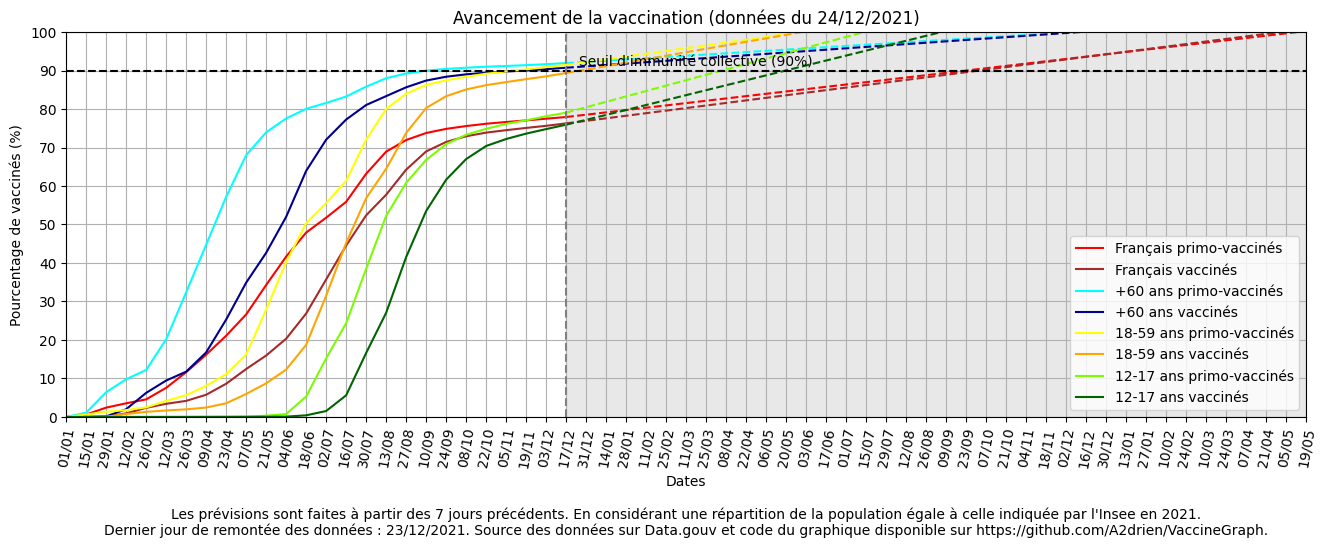 Avancement de la vaccination (données du 24/12/2021)
Pourcentage de vaccinés (%)
100
90
80
70
60
50
40
30
20
10
0
Seuil d'immunité collective (90%)
Français primo-vaccinés
Français vaccinés
+60 ans primo-vaccinés
+60 ans vaccinés
18-59 ans primo-vaccinés
18-59 ans vaccinés
12-17 ans primo-vaccinés
12-17 ans vaccinés
01/01 15/01 29/01 12/02 26/02 12/03 26/03 09/04 23/04 07/05 21/05 04/06 18/06 02/07 16/07 30/07 13/08 27/08 10/09 24/09 08/10 22/10 05/11 19/11 03/12 17/12 31/12 14/01 28/01 11/02 25/02 11/03 25/03 08/04 22/04 06/05 20/05 03/06 17/06 01/07 15/07 29/07 12/08 26/08 09/09 23/09 07/10 21/10 04/11 18/11 02/12 16/12 30/12 13/01 27/01 10/02 24/02 10/03 24/03 07/04 21/04 05/05 19/05
Dates
Les prévisions sont faites à partir des 7 jours précédents. En considérant une répartition de la population égale à celle indiquée par l'Insee en 2021.
Dernier jour de remontée des données : 23/12/2021. Source des données sur Data.gouv et code du graphique disponible sur https://github.com/A2drien/VaccineGraph.